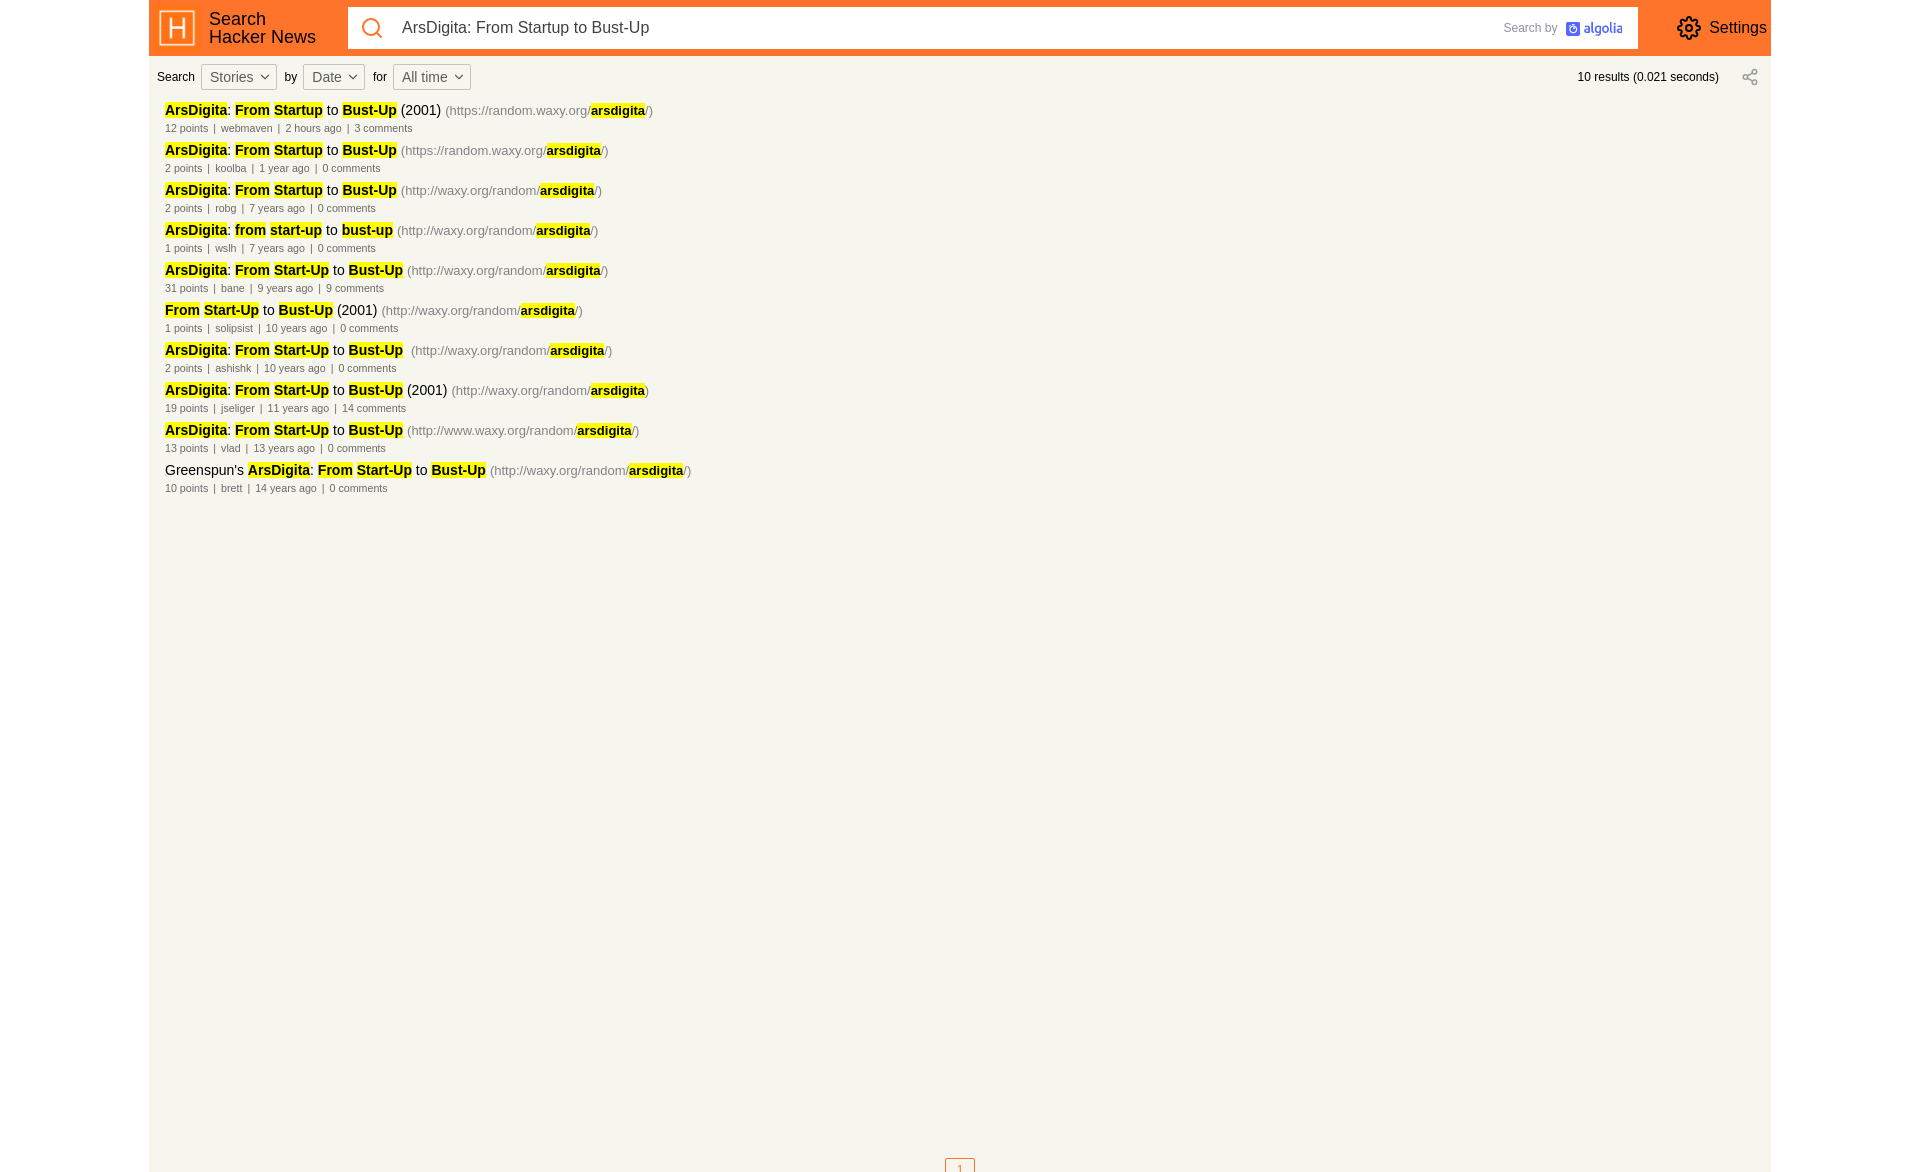 Search
Hacker News
ArsDigita: From Startup to Bust-Up
Search by algolia
Settings
Search Stories by Date for All time
10 results (0.021 seconds)
ArsDigita: From Startup to Bust-Up (2001) (https://random.waxy.org/arsdigita/)
12 points | webmaven | 2 hours ago | 3 comments
ArsDigita: From Startup to Bust-Up (https://random.waxy.org/arsdigita/)
2 points | koolba | 1 year ago | 0 comments
ArsDigita: From Startup to Bust-Up (http://waxy.org/random/arsdigita/)
2 points | robg | 7 years ago | 0 comments
ArsDigita: from start-up to bust-up (http://waxy.org/random/arsdigita/)
1 points | wslh | 7 years ago | 0 comments
ArsDigita: From Start-Up to Bust-Up (http://waxy.org/random/arsdigita/)
31 points | bane | 9 years ago | 9 comments
From Start-Up to Bust-Up (2001) (http://waxy.org/random/arsdigita/)
1 points | solipsist | 10 years ago | 0 comments
ArsDigita: From Start-Up to Bust-Up (http://waxy.org/random/arsdigita/)
2 points | ashishk | 10 years ago | 0 comments
ArsDigita: From Start-Up to Bust-Up (2001) (http://waxy.org/random/arsdigita)
19 points | jseliger | 11 years ago | 14 comments
ArsDigita: From Start-Up to Bust-Up (http://www.waxy.org/random/arsdigita/)
13 points | vlad | 13 years ago | 0 comments
Greenspun's ArsDigita: From Start-Up to Bust-Up (http://waxy.org/random/arsdigita/)
10 points | brett | 14 years ago | 0 comments
1